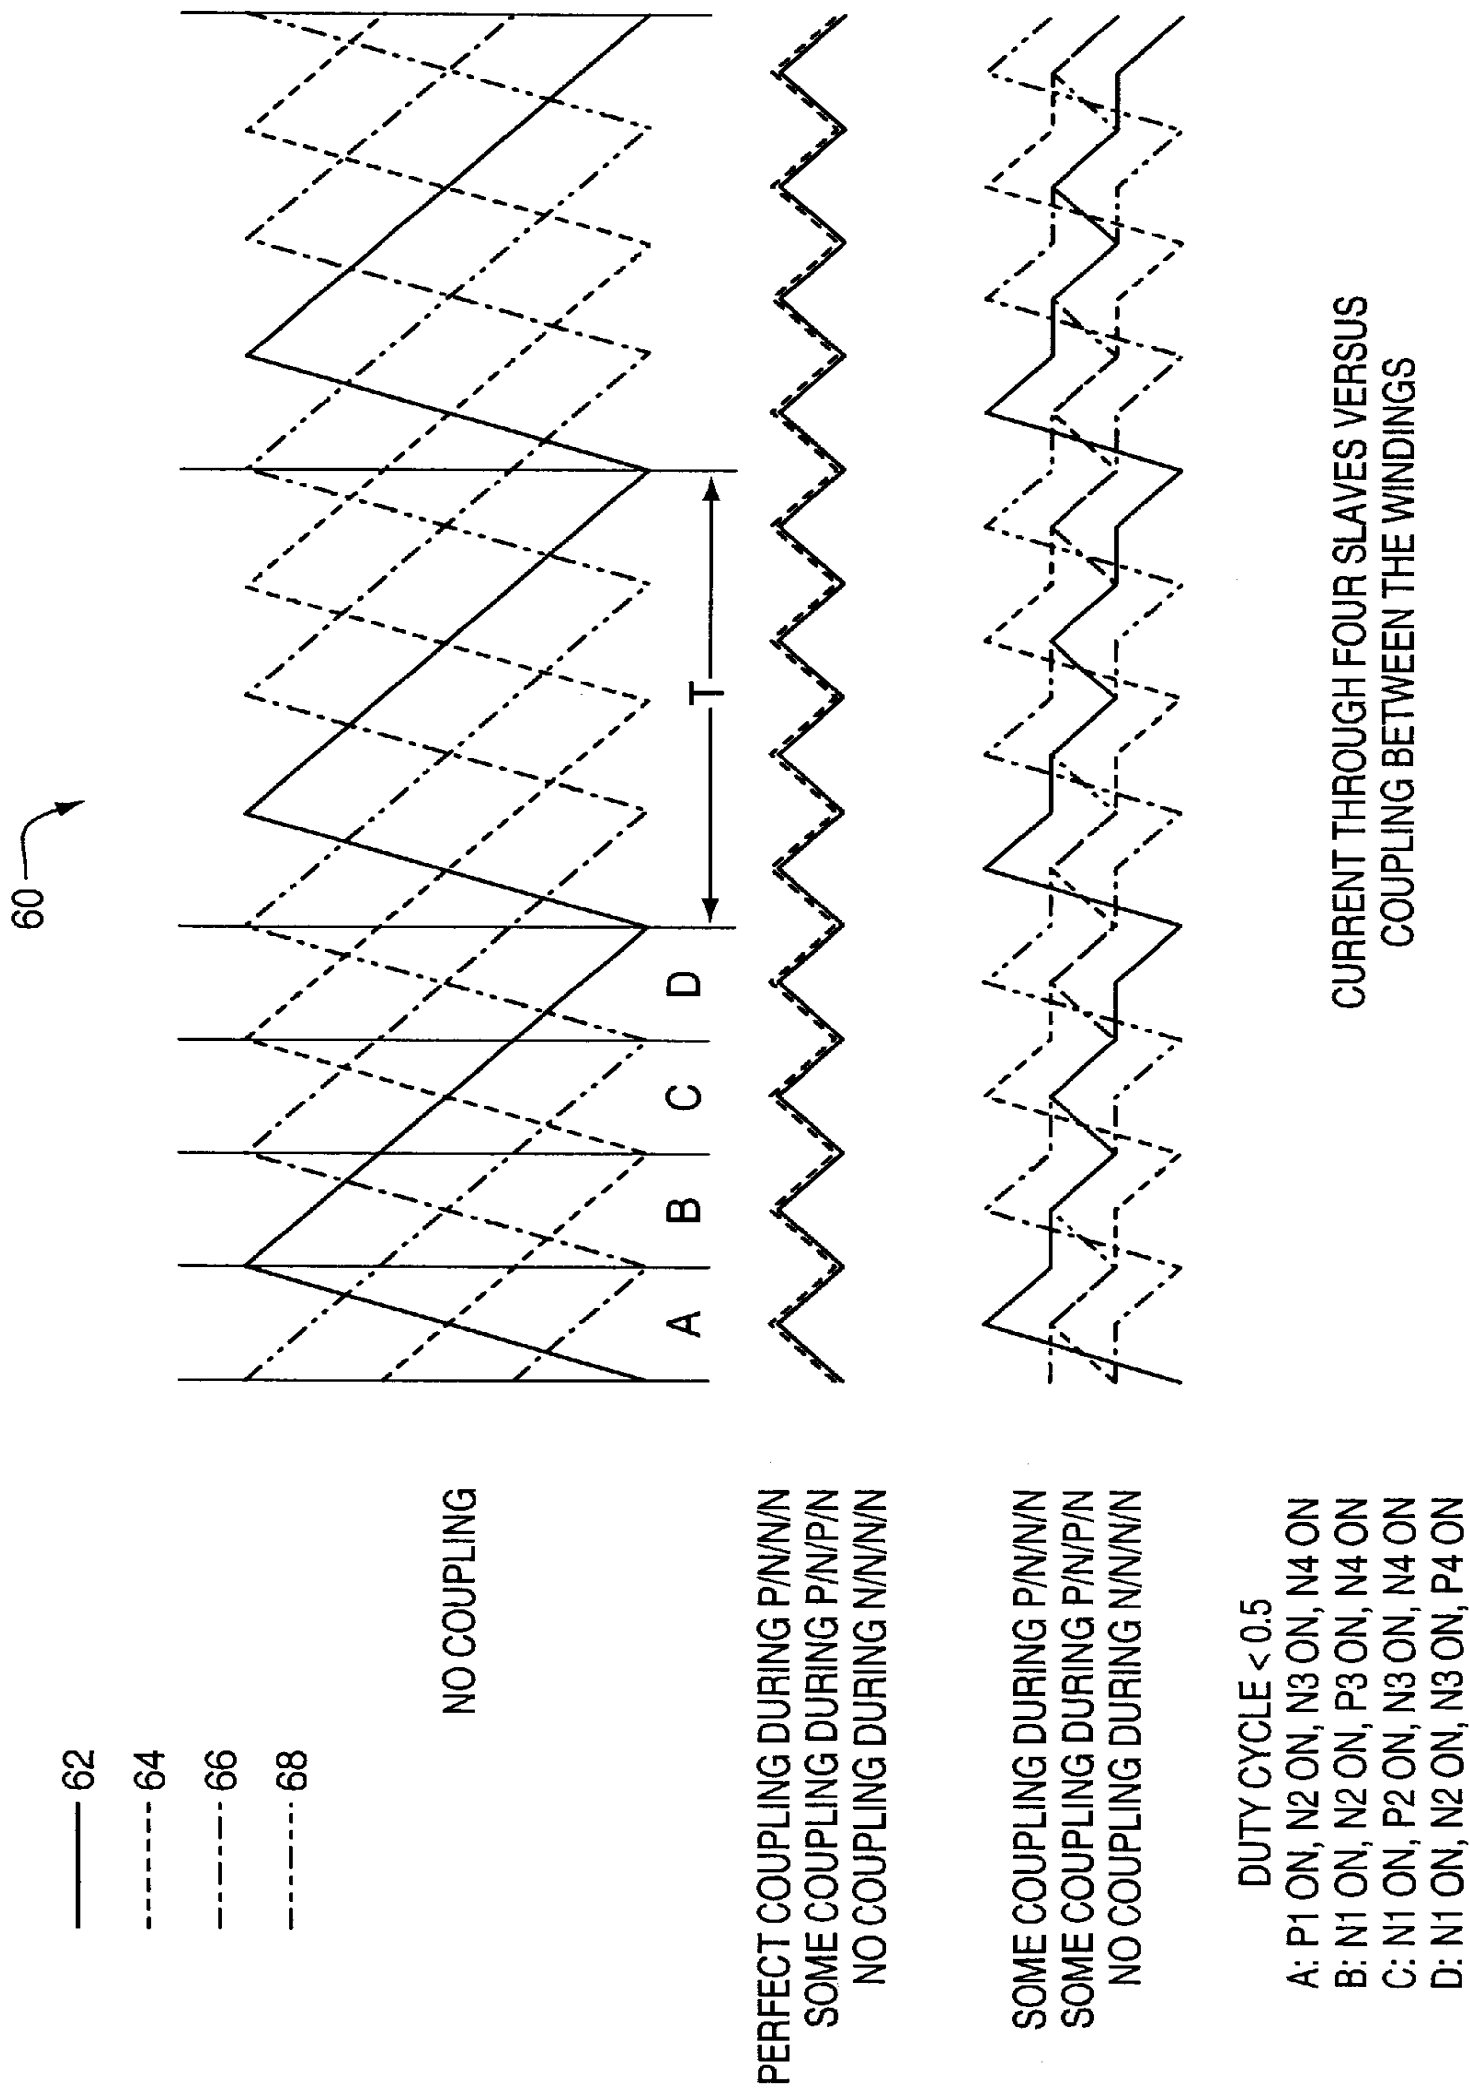 60
62
64
66
68
NO COUPLING
A
B
C
D
T
PERFECT COUPLING DURING P/N/N/N
SOME COUPLING DURING P/N/P/N
NO COUPLING DURING N/N/N/N
SOME COUPLING DURING P/N/N/N
SOME COUPLING DURING P/N/P/N
NO COUPLING DURING N/N/N/N
DUTY CYCLE < 0.5
A: P1 ON, N2 ON, N3 ON, N4 ON
B: N1 ON, N2 ON, P3 ON, N4 ON
C: N1 ON, P2 ON, N3 ON, N4 ON
D: N1 ON, N2 ON, N3 ON, P4 ON
CURRENT THROUGH FOUR SLAVES VERSUS
COUPLING BETWEEN THE WINDINGS